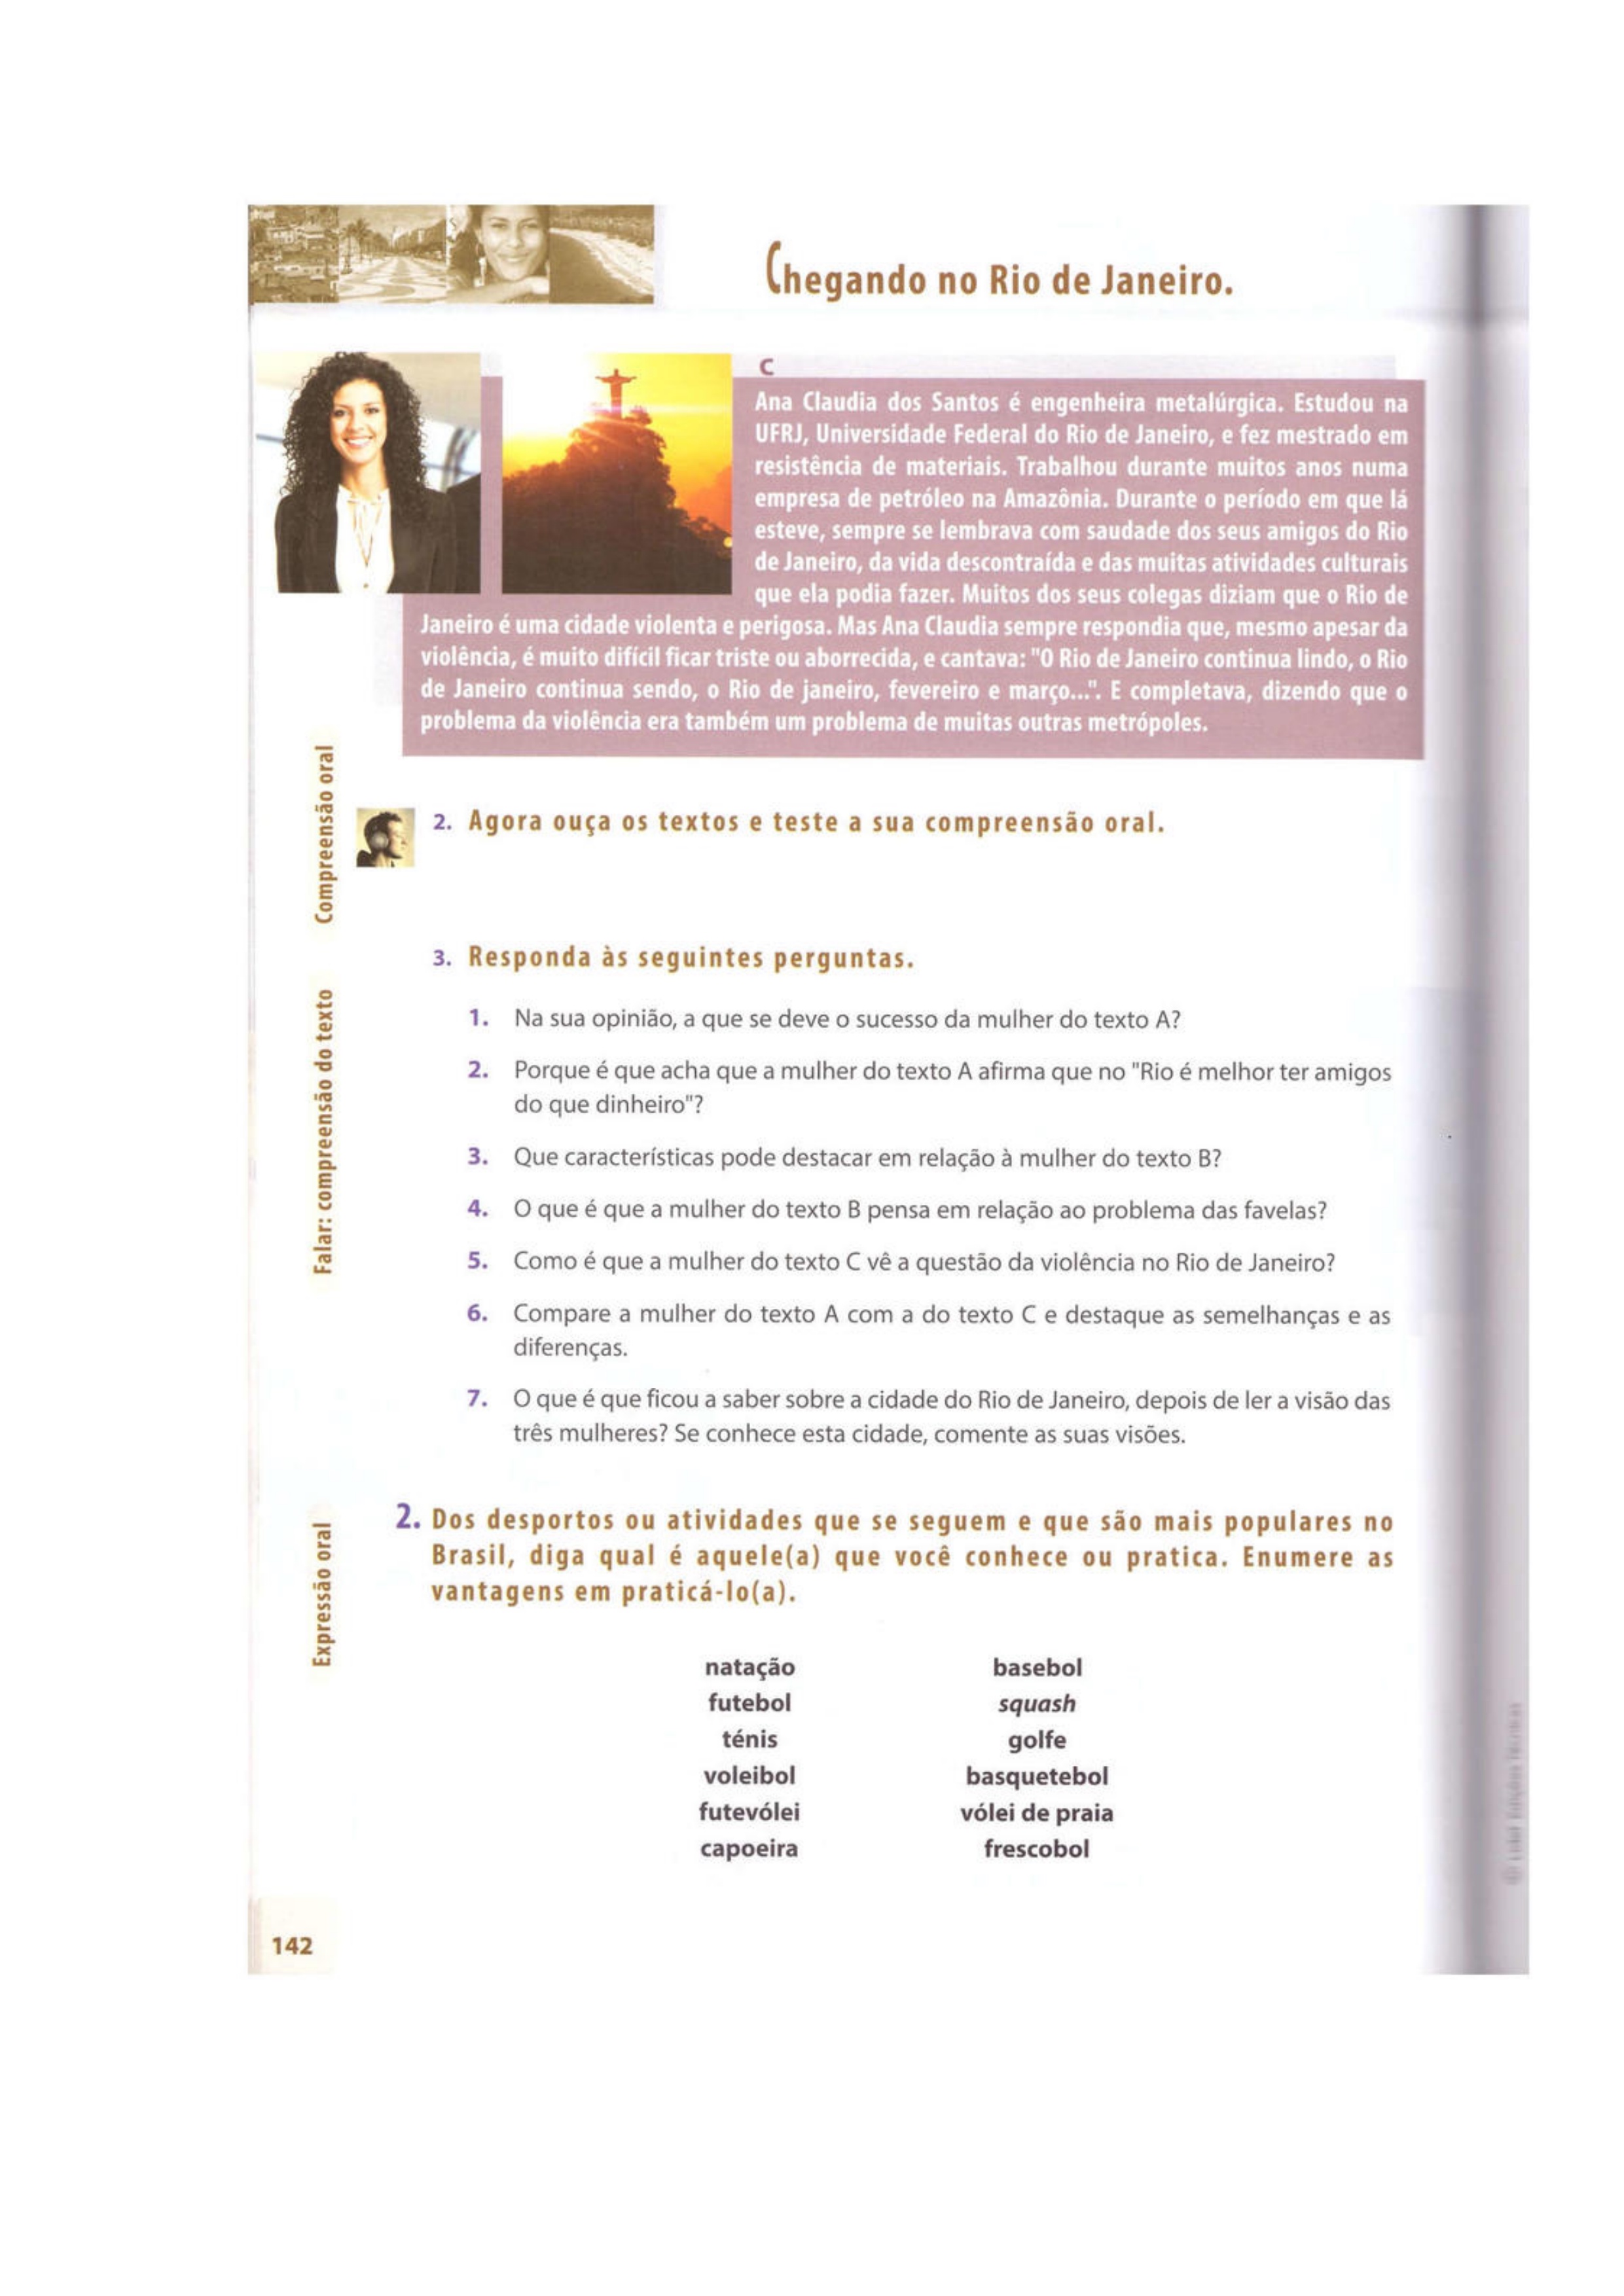 Chegando no Rio de Janeiro.
C
Ana Claudia dos Santos é engenheira metalúrgica. Estudou na
UFRJ, Universidade Federal do Rio de Janeiro, e fez mestrado em
resistência de materiais. Trabalhou durante muitos anos numa
empresa de petróleo na Amazônia. Durante o período em que lá
esteve, sempre se lembrava com saudade dos seus amigos do Rio
de Janeiro, da vida descontraída e das muitas atividades culturais
que ela podia fazer. Muitos dos seus colegas diziam que o Rio de
Janeiro é uma cidade violenta e perigosa. Mas Ana Claudia sempre respondia que, mesmo apesar da
violência, é muito difícil ficar triste ou aborrecida, e cantava: "O Rio de Janeiro continua lindo, o Rio
de Janeiro continua sendo, o Rio de janeiro, fevereiro e março...". E completava, dizendo que o
problema da violência era também um problema de muitas outras metrópoles.
Compreensão oral
2. Agora ouça os textos e teste a sua compreensão oral.
Falar: compreensão do texto
3. Responda às seguintes perguntas.
1. Na sua opinião, a que se deve o sucesso da mulher do texto A?
2. Porque é que acha que a mulher do texto A afirma que no "Rio é melhor ter amigos
do que dinheiro"?
3. Que características pode destacar em relação à mulher do texto B?
4. O que é que a mulher do texto B pensa em relação ao problema das favelas?
5. Como é que a mulher do texto C vê a questão da violência no Rio de Janeiro?
6. Compare a mulher do texto A com a do texto C e destaque as semelhanças e as
diferenças.
7. O que é que ficou a saber sobre a cidade do Rio de Janeiro, depois de ler a visão das
três mulheres? Se conhece esta cidade, comente as suas visões.
Expressão oral
2. Dos desportos ou atividades que se seguem e que são mais populares no
Brasil, diga qual é aquele(a) que você conhece ou pratica. Enumere as
vantagens em praticá-lo(a).
natação basebol
futebol squash
ténis golfe
voleibol basquetebol
futevólei vólei de praia
capoeira frescobol
142